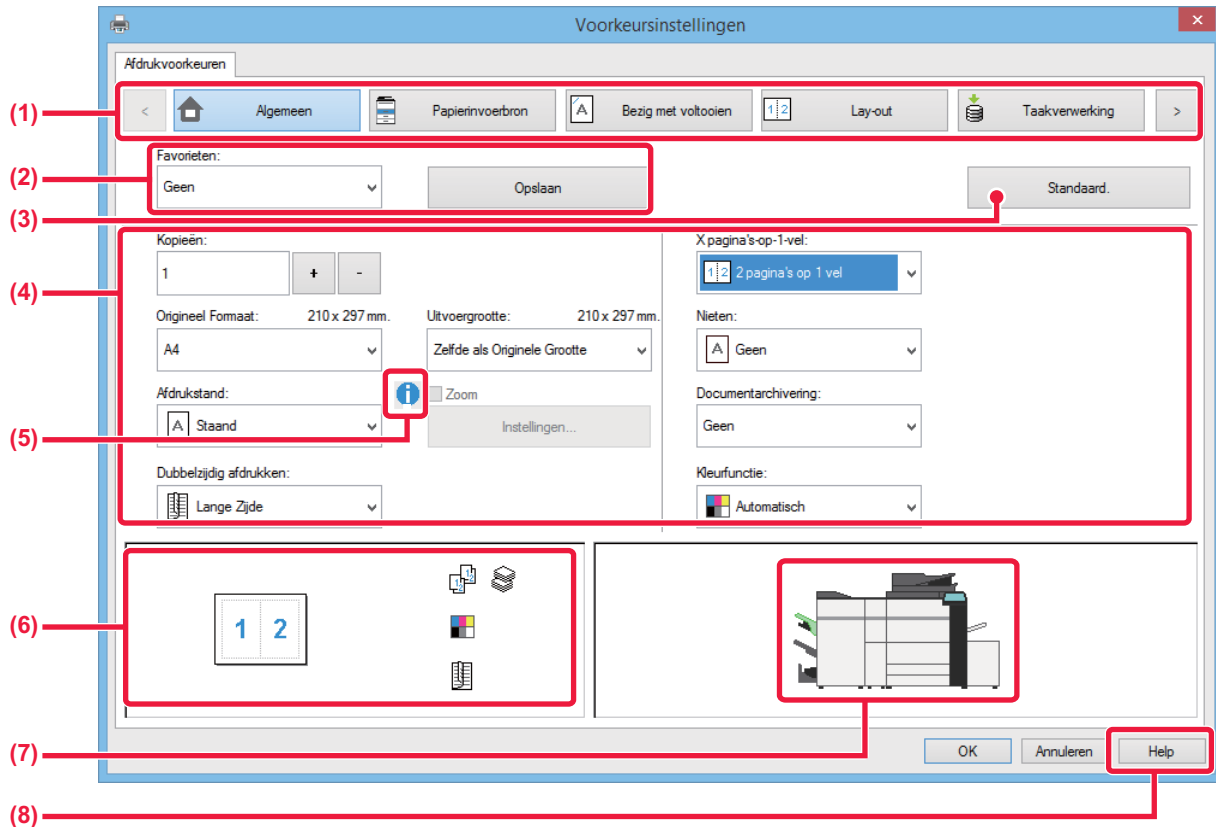 Voorkeursinstellingen
Afdrukvoorkeuren
(1)
< Algemeen Papierinvoerbron Bezig met voltooien Lay-out Taakverwerking >
Favorieten:
(2)
Geen Opslaan Standaard.
(3)
Kopieën: X pagina's-op-1-vel:
1 + - 2 pagina's op 1 vel
(4)
Origineel Formaat: 210 x 297 mm. Uitvoergrootte: 210 x 297 mm. Nieten:
A4 Zelfde als Originele Grootte Geen
Afdrukstand: Zoom Documentarchivering:
Staand Instellingen... Geen
(5)
Dubbelzijdig afdrukken: Kleurfunctie:
Lange Zijde Automatisch
(6)
1 2
(7)
OK Annuleren Help
(8)